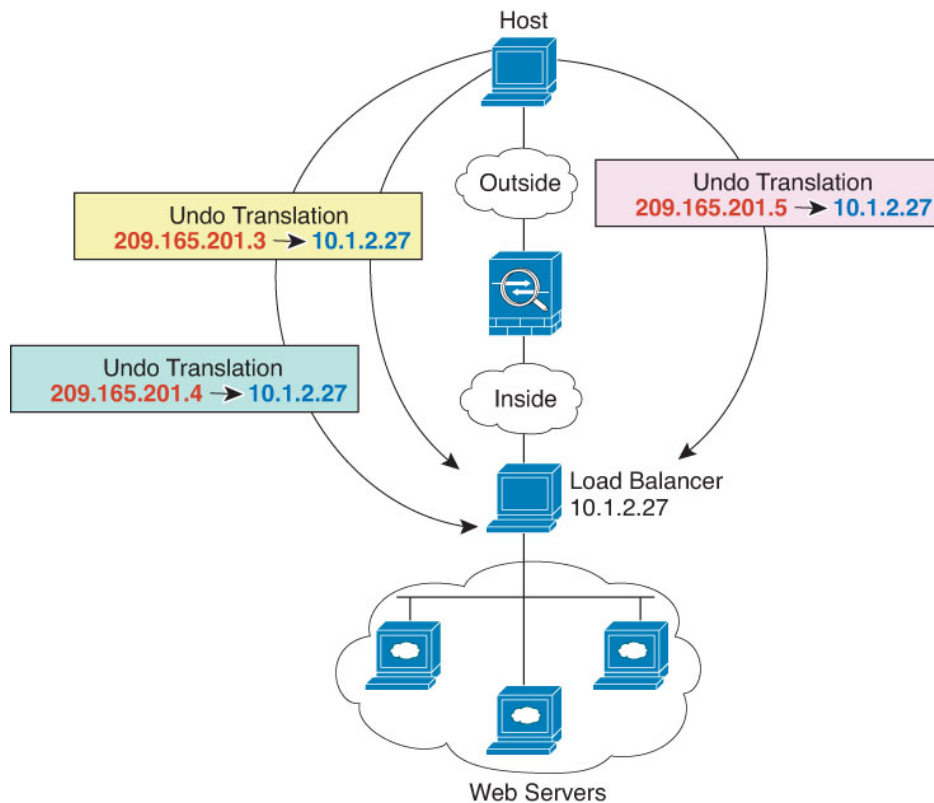 Host
Outside
Undo Translation
209.165.201.3 → 10.1.2.27
Undo Translation
209.165.201.5 → 10.1.2.27
Undo Translation
209.165.201.4 → 10.1.2.27
Inside
Load Balancer
10.1.2.27
Web Servers